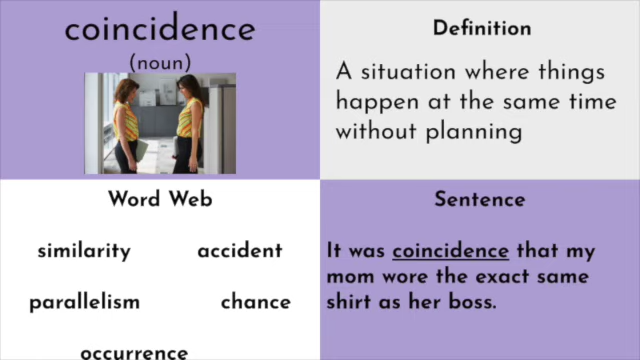 coincidence
(noun)
Definition
A situation where things
happen at the same time
without planning
Word Web
similarity accident
parallelism chance
occurrence
Sentence
It was coincidence that my
mom wore the exact same
shirt as her boss.